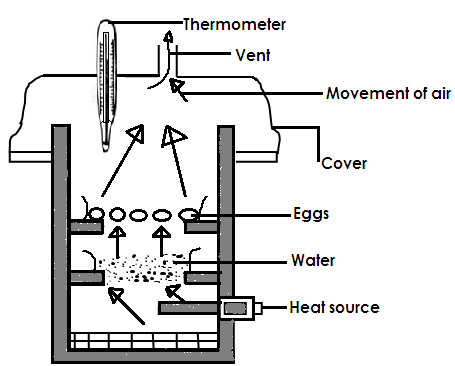 Thermometer
Vent
Movement of air
Cover
Eggs
Water
Heat source